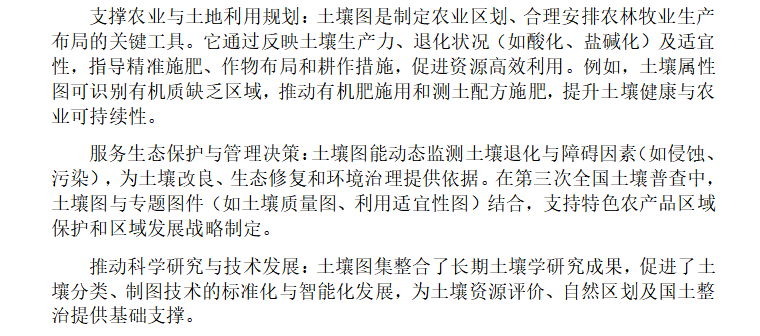 支撑农业与土地利用规划：土壤图是制定农业区划、合理安排农林牧业生产
布局的关键工具。它通过反映土壤生产力、退化状况（如酸化、盐碱化）及适宜
性，指导精准施肥、作物布局和耕作措施，促进资源高效利用。例如，土壤属性
图可识别有机质缺乏区域，推动有机肥施用和测土配方施肥，提升土壤健康与农
业可持续性。
服务生态保护与管理决策：土壤图能动态监测土壤退化与障碍因素（如侵蚀、
污染），为土壤改良、生态修复和环境治理提供依据。在第三次全国土壤普查中，
土壤图与专题图件（如土壤质量图、利用适宜性图）结合，支持特色农产品区域
保护和区域发展战略制定。
推动科学研究与技术发展：土壤图集整合了长期土壤学研究成果，促进了土
壤分类、制图技术的标准化与智能化发展，为土壤资源评价、自然区划及国土整
治提供基础支撑。